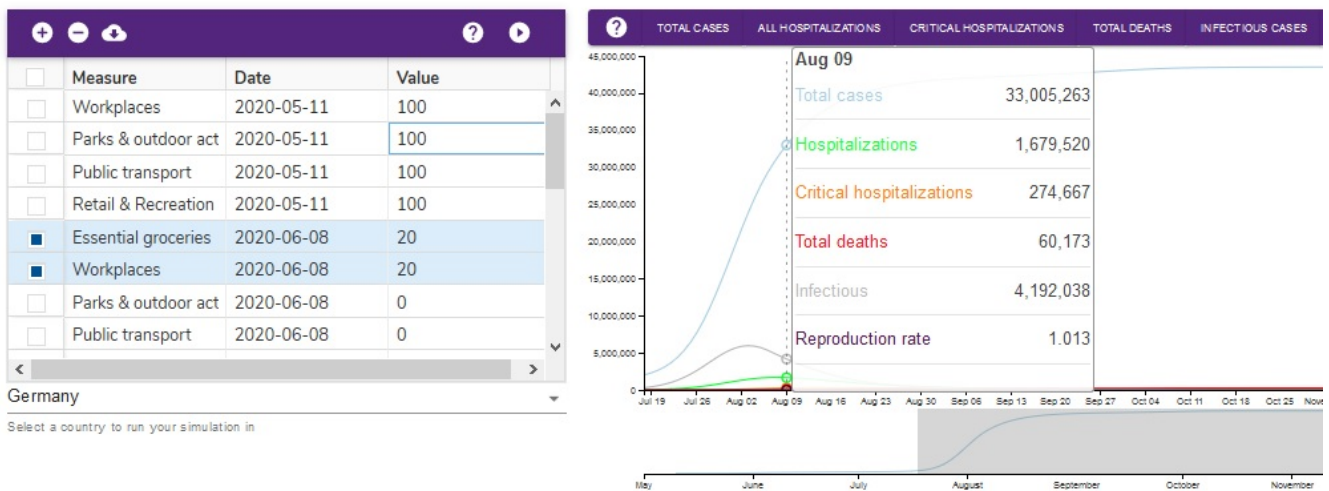 Measure Date Value
Workplaces 2020-05-11 100
Parks & outdoor act 2020-05-11 100
Public transport 2020-05-11 100
Retail & Recreation 2020-05-11 100
Essential groceries 2020-06-08 20
Workplaces 2020-06-08 20
Parks & outdoor act 2020-06-08 0
Public transport 2020-06-08 0
Germany
Select a country to run your simulation in
TOTAL CASES ALL HOSPITALIZATIONS CRITICAL HOSPITALIZATIONS TOTAL DEATHS INFECTIOUS CASES
45,000,000
40,000,000
35,000,000
30,000,000
25,000,000
20,000,000
15,000,000
10,000,000
5,000,000
0
Aug 09
Total cases 33,005,263
Hospitalizations 1,679,520
Critical hospitalizations 274,667
Total deaths 60,173
Infectious 4,192,038
Reproduction rate 1.013
Jul 19 Jul 26 Aug 02 Aug 09 Aug 16 Aug 23 Aug 30 Sep 06 Sep 13 Sep 20 Sep 27 Oct 04 Oct 11 Oct 18 Oct 25 Nov
May June July August September October November